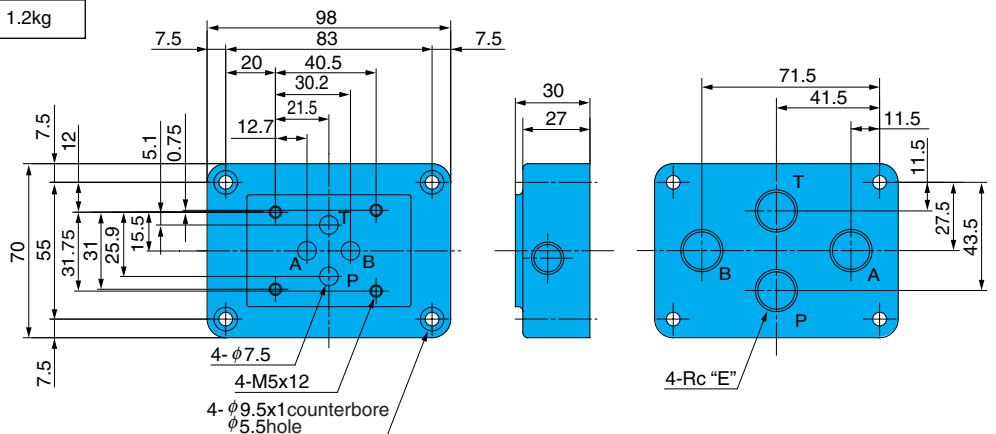 1.2kg
98
7.5 83 7.5
20 40.5
30.2
21.5
12.7
7.5
12
5.1
0.75
70
55
31.75
31
25.9
15.5
7.5
T
A B
P
4- φ7.5
4-M5x12
4- φ9.5x1counterbore
φ5.5hole
30
27
71.5
41.5
11.5
11.5
27.5
43.5
T
B A
P
4-Rc “E”